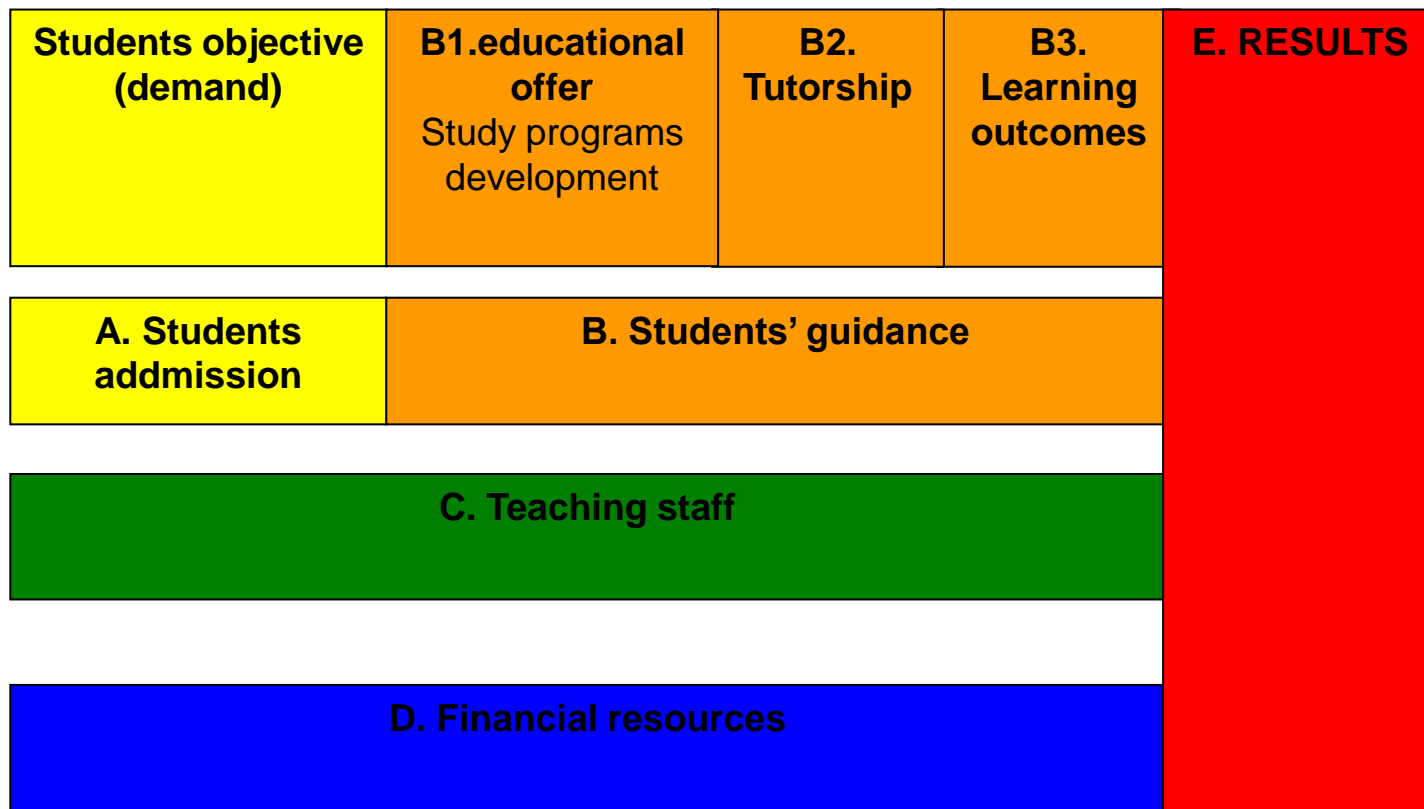 Students objective
(demand)
B1.educational
offer
Study programs
development
B2.
Tutorship
B3.
Learning
outcomes
E. RESULTS
A. Students
addmission
B. Students’ guidance
C. Teaching staff
D. Financial resources